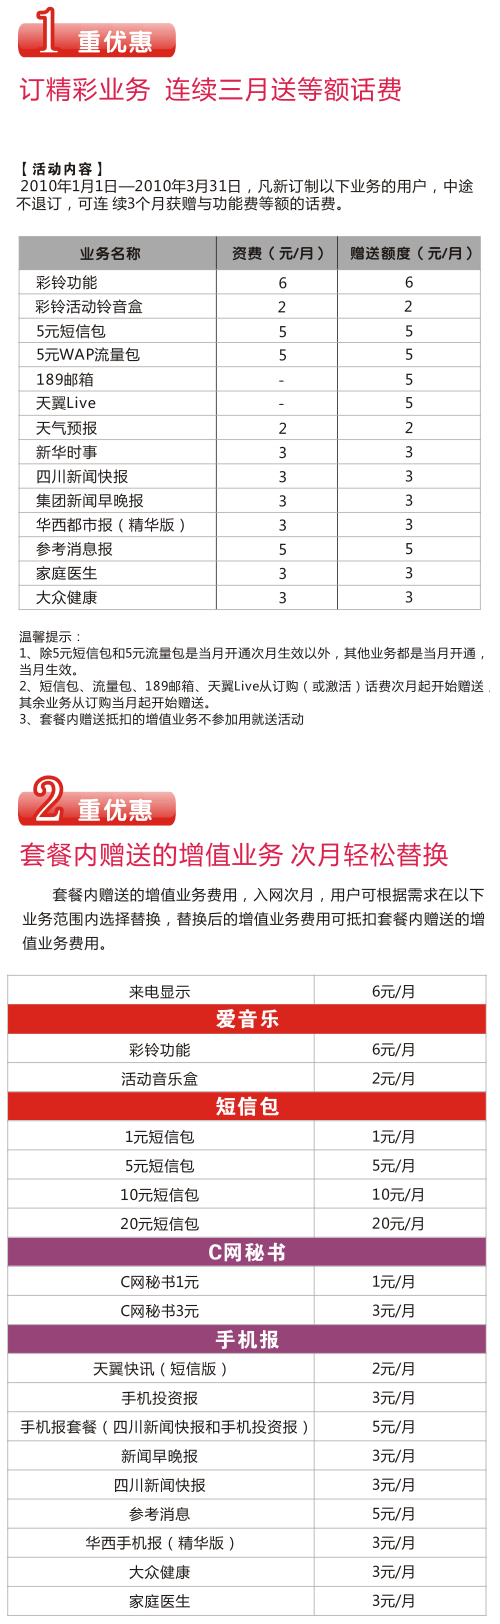 1 重优惠
订精彩业务 连续三月送等额话费
【活动内容】
2010年1月1日—2010年3月31日，凡新订制以下业务的用户，中途
不退订，可连 续3个月获赠与功能费等额的话费。
业务名称 资费（元/月） 赠送额度（元/月）
彩铃功能 6 6
彩铃活动铃音盒 2 2
5元短信包 5 5
5元WAP流量包 5 5
189邮箱 - 5
天翼Live - 5
天气预报 2 2
新华时事 3 3
四川新闻快报 3 3
集团新闻早晚报 3 3
华西都市报（精华版） 3 3
参考消息报 5 5
家庭医生 3 3
大众健康 3 3
温馨提示：
1、除5元短信包和5元流量包是当月开通次月生效以外，其他业务都是当月开通，
当月生效。
2、短信包、流量包、189邮箱、天翼Live从订购（或激活）话费次月起开始赠送，
其余业务从订购当月起开始赠送。
3、套餐内赠送抵扣的增值业务不参加用就送活动
2 重优惠
套餐内赠送的增值业务 次月轻松替换
套餐内赠送的增值业务费用，入网次月，用户可根据需求在以下
业务范围内选择替换，替换后的增值业务费用可抵扣套餐内赠送的增
值业务费用。
来电显示 6元/月
爱音乐
彩铃功能 6元/月
活动音乐盒 2元/月
短信包
1元短信包 1元/月
5元短信包 5元/月
10元短信包 10元/月
20元短信包 20元/月
C网秘书
C网秘书1元 1元/月
C网秘书3元 3元/月
手机报
天翼快讯（短信版） 2元/月
手机投资报 3元/月
手机报套餐（四川新闻快报和手机投资报） 5元/月
新闻早晚报 3元/月
四川新闻快报 3元/月
参考消息 5元/月
华西手机报（精华版） 3元/月
大众健康 3元/月
家庭医生 3元/月